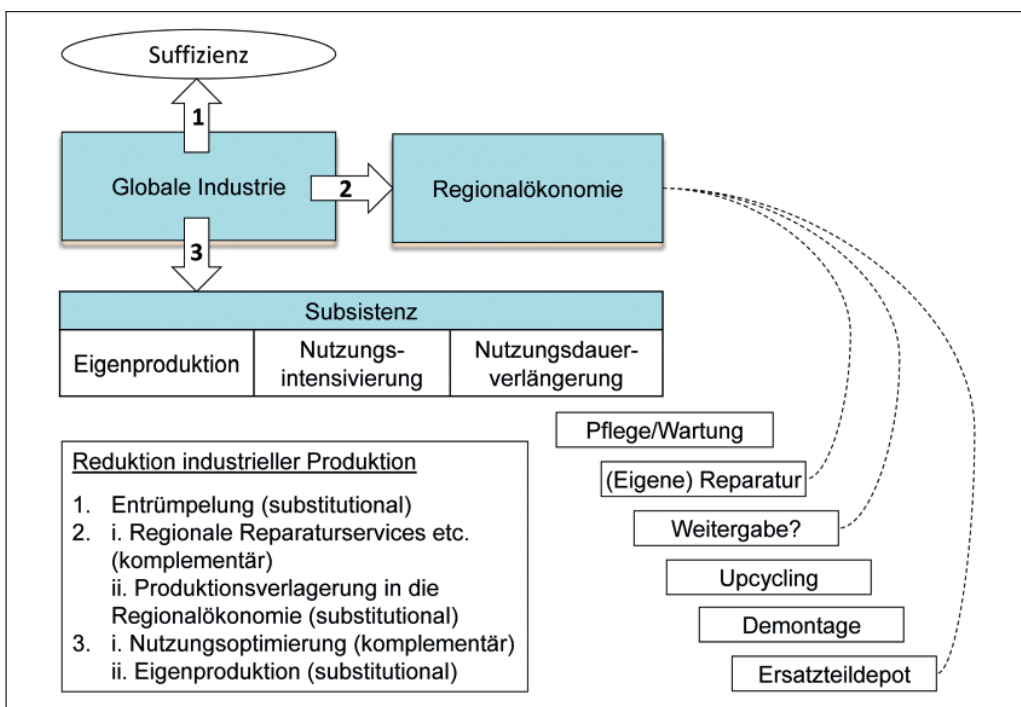 Suffizienz
1
Globale Industrie
2
Regionalökonomie
3
Subsistenz
Eigenproduktion
Nutzungs-
intensivierung
Nutzungsdauer-
verlängerung
Pflege/Wartung
(Eigene) Reparatur
Weitergabe?
Upcycling
Demontage
Ersatzteildepot
Reduktion industrieller Produktion
1. Entrümpelung (substitutional)
2. i. Regionale Reparaturservices etc.
(komplementär)
ii. Produktionsverlagerung in die
Regionalökonomie (substitutional)
3. i. Nutzungsoptimierung (komplementär)
ii. Eigenproduktion (substitutional)